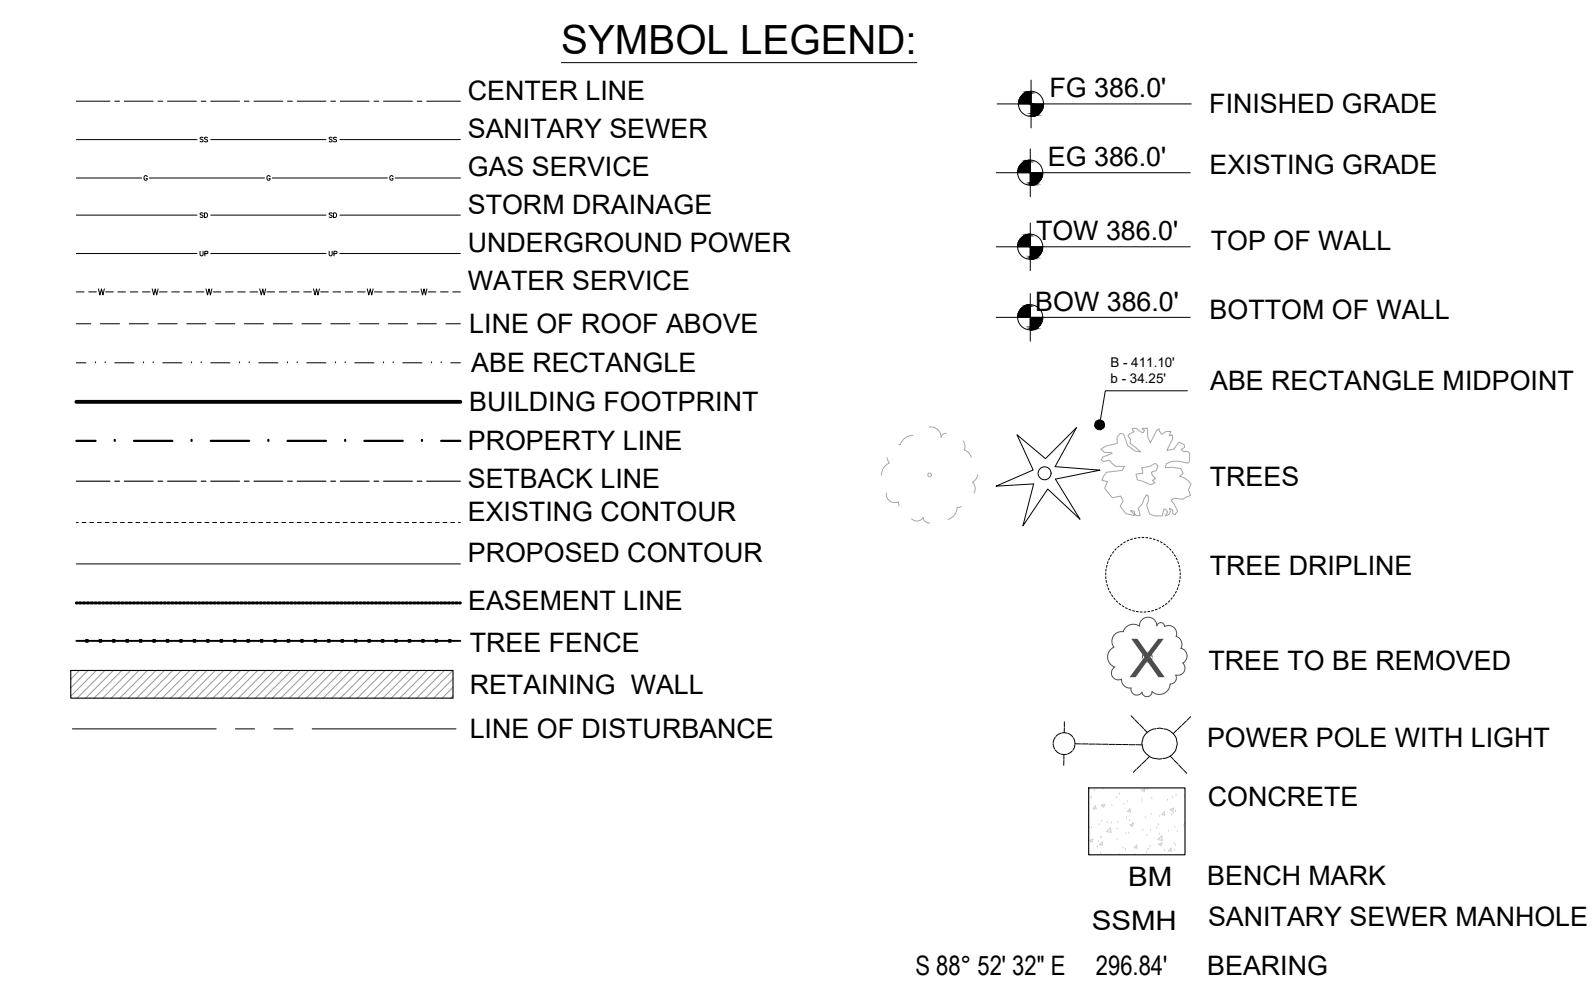 SYMBOL LEGEND:
CENTER LINE
SS SS SANITARY SEWER
G G G GAS SERVICE
SD SD STORM DRAINAGE
UP UP UNDERGROUND POWER
W W W W W W W WATER SERVICE
LINE OF ROOF ABOVE
ABE RECTANGLE
BUILDING FOOTPRINT
PROPERTY LINE
SETBACK LINE
EXISTING CONTOUR
PROPOSED CONTOUR
EASEMENT LINE
TREE FENCE
RETAINING WALL
LINE OF DISTURBANCE
FG 386.0' FINISHED GRADE
EG 386.0' EXISTING GRADE
TOW 386.0' TOP OF WALL
BOW 386.0' BOTTOM OF WALL
B - 411.10'
b - 34.25'
ABE RECTANGLE MIDPOINT
TREES
TREE DRIPLINE
X TREE TO BE REMOVED
POWER POLE WITH LIGHT
CONCRETE
BM BENCH MARK
SSMH SANITARY SEWER MANHOLE
S 88° 52' 32" E 296.84' BEARING